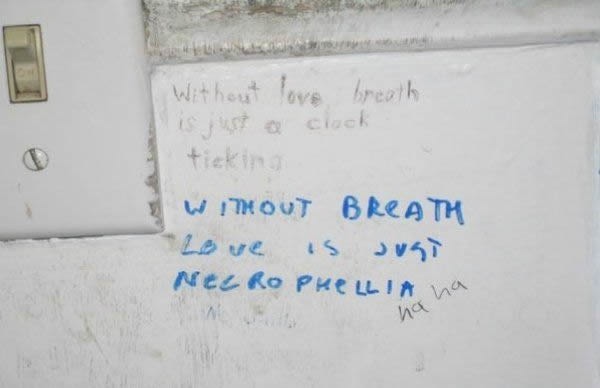 Without love breath
is just a clock
ticking
WITHOUT BREATH
LOVE IS JUST
NECROPHELLIA
ha ha